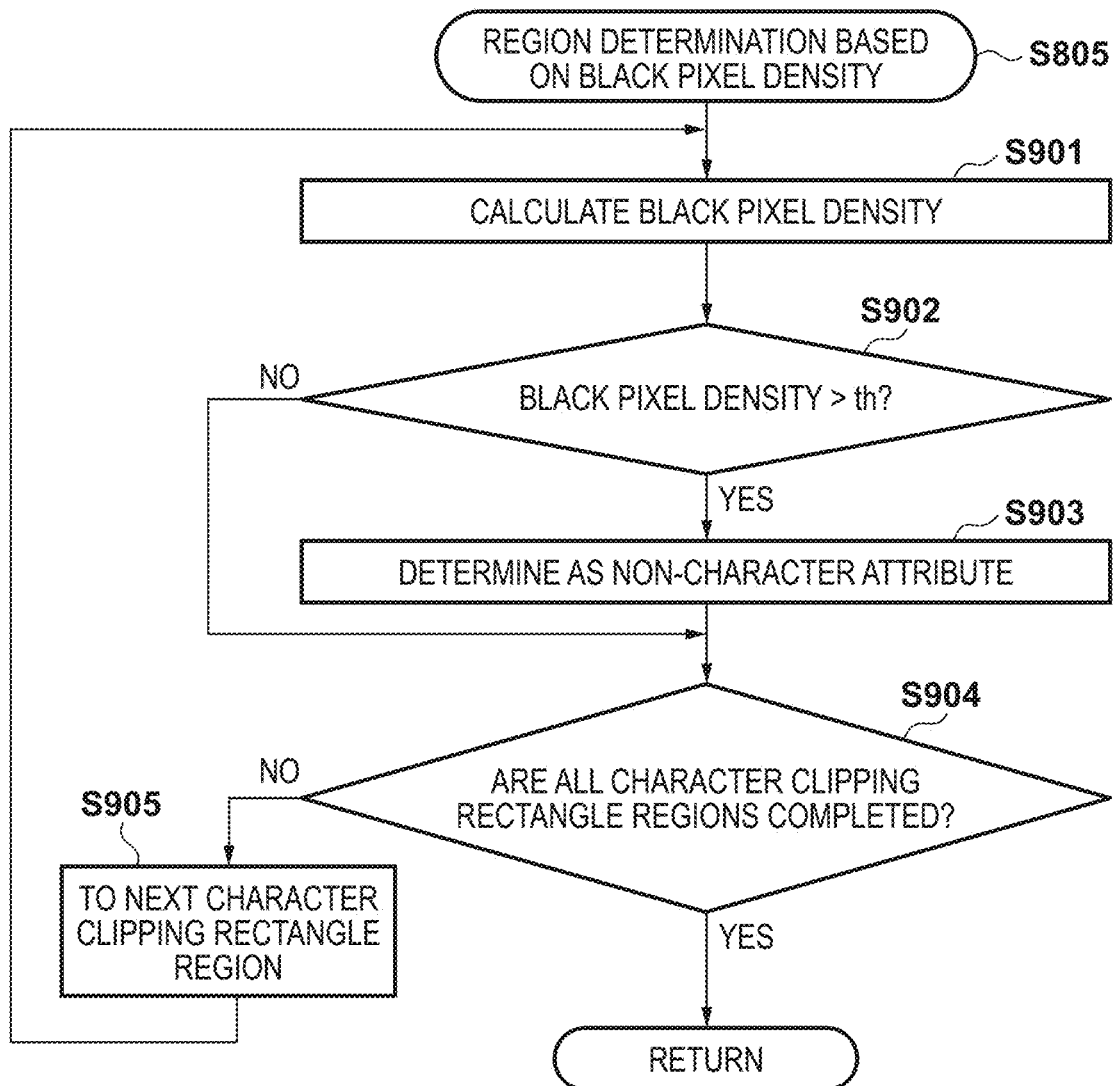 REGION DETERMINATION BASED
ON BLACK PIXEL DENSITY
S805
S901
CALCULATE BLACK PIXEL DENSITY
S902
NO
BLACK PIXEL DENSITY > th?
YES
S903
DETERMINE AS NON-CHARACTER ATTRIBUTE
S904
NO
ARE ALL CHARACTER CLIPPING
RECTANGLE REGIONS COMPLETED?
S905
TO NEXT CHARACTER
CLIPPING RECTANGLE
REGION
YES
RETURN